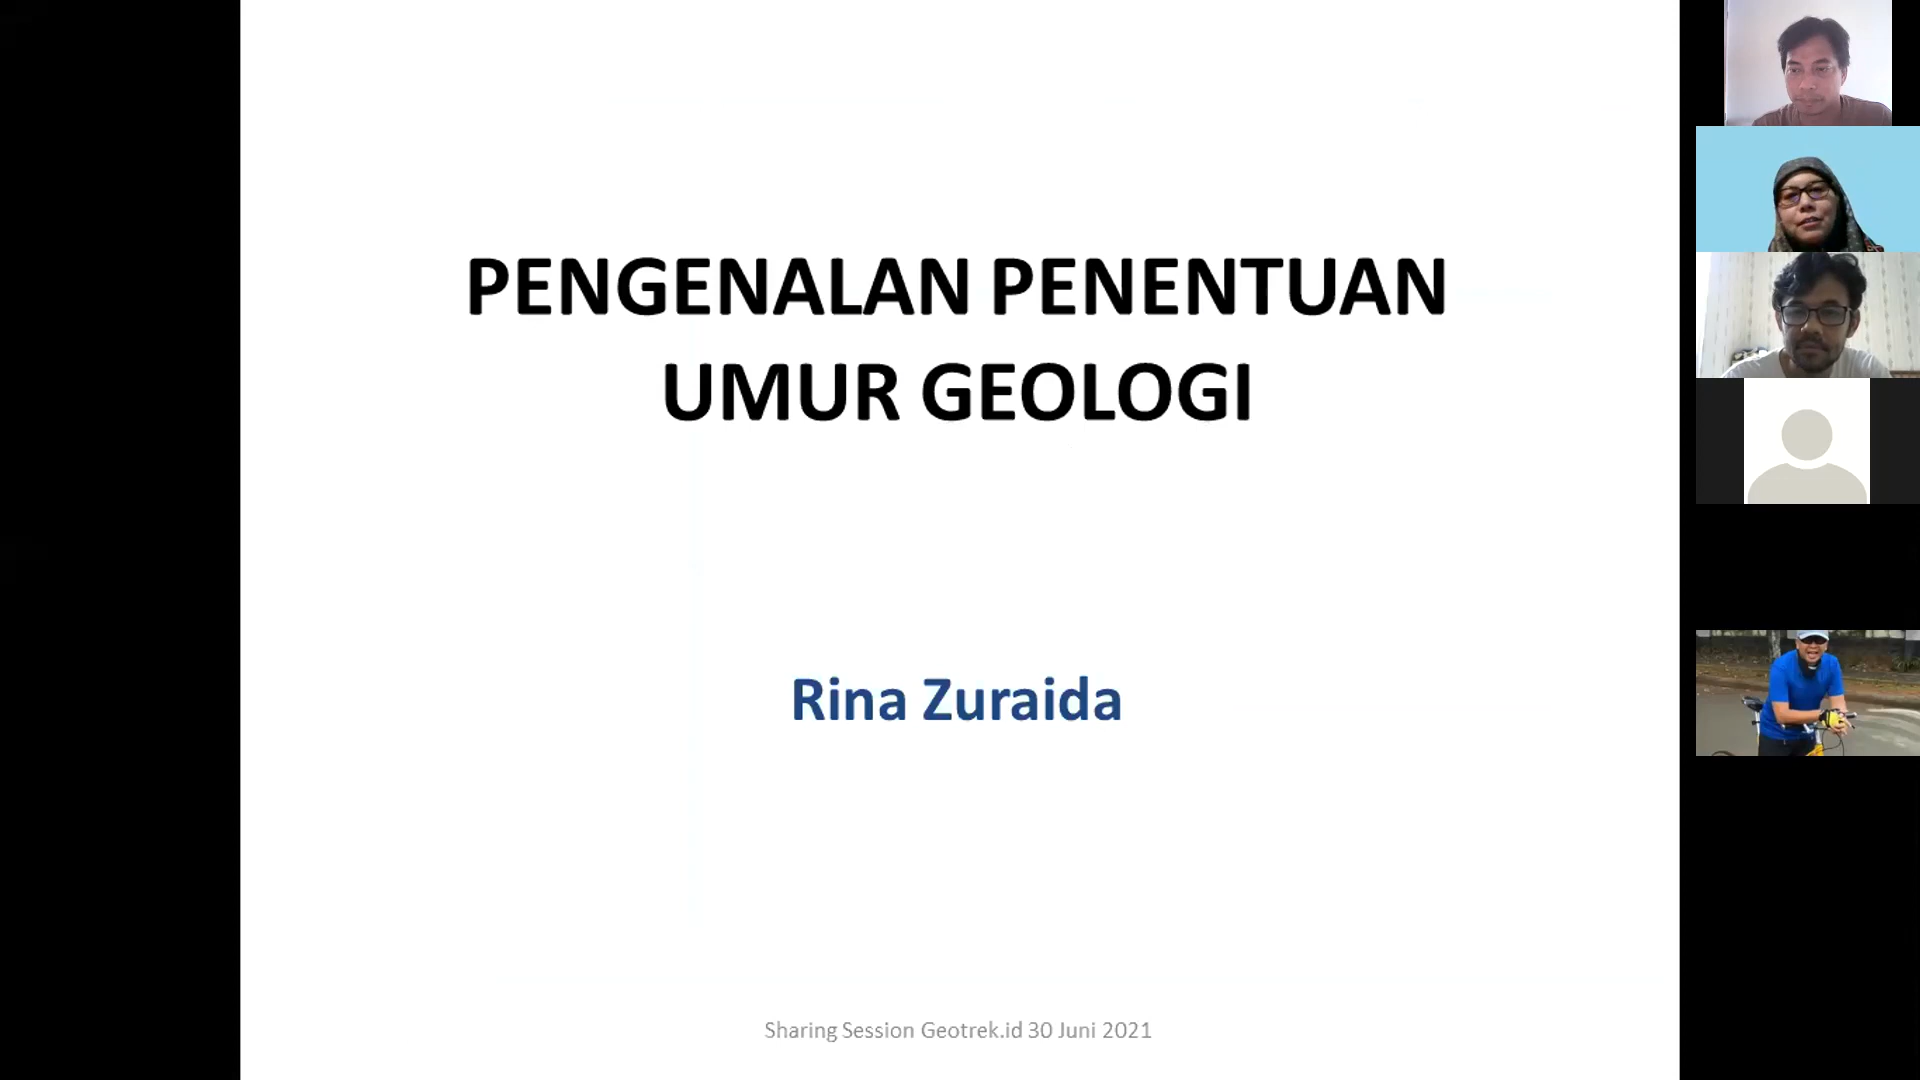 PENGENALAN PENENTUAN
UMUR GEOLOGI
Rina Zuraida
Sharing Session Geotrek.id 30 Juni 2021